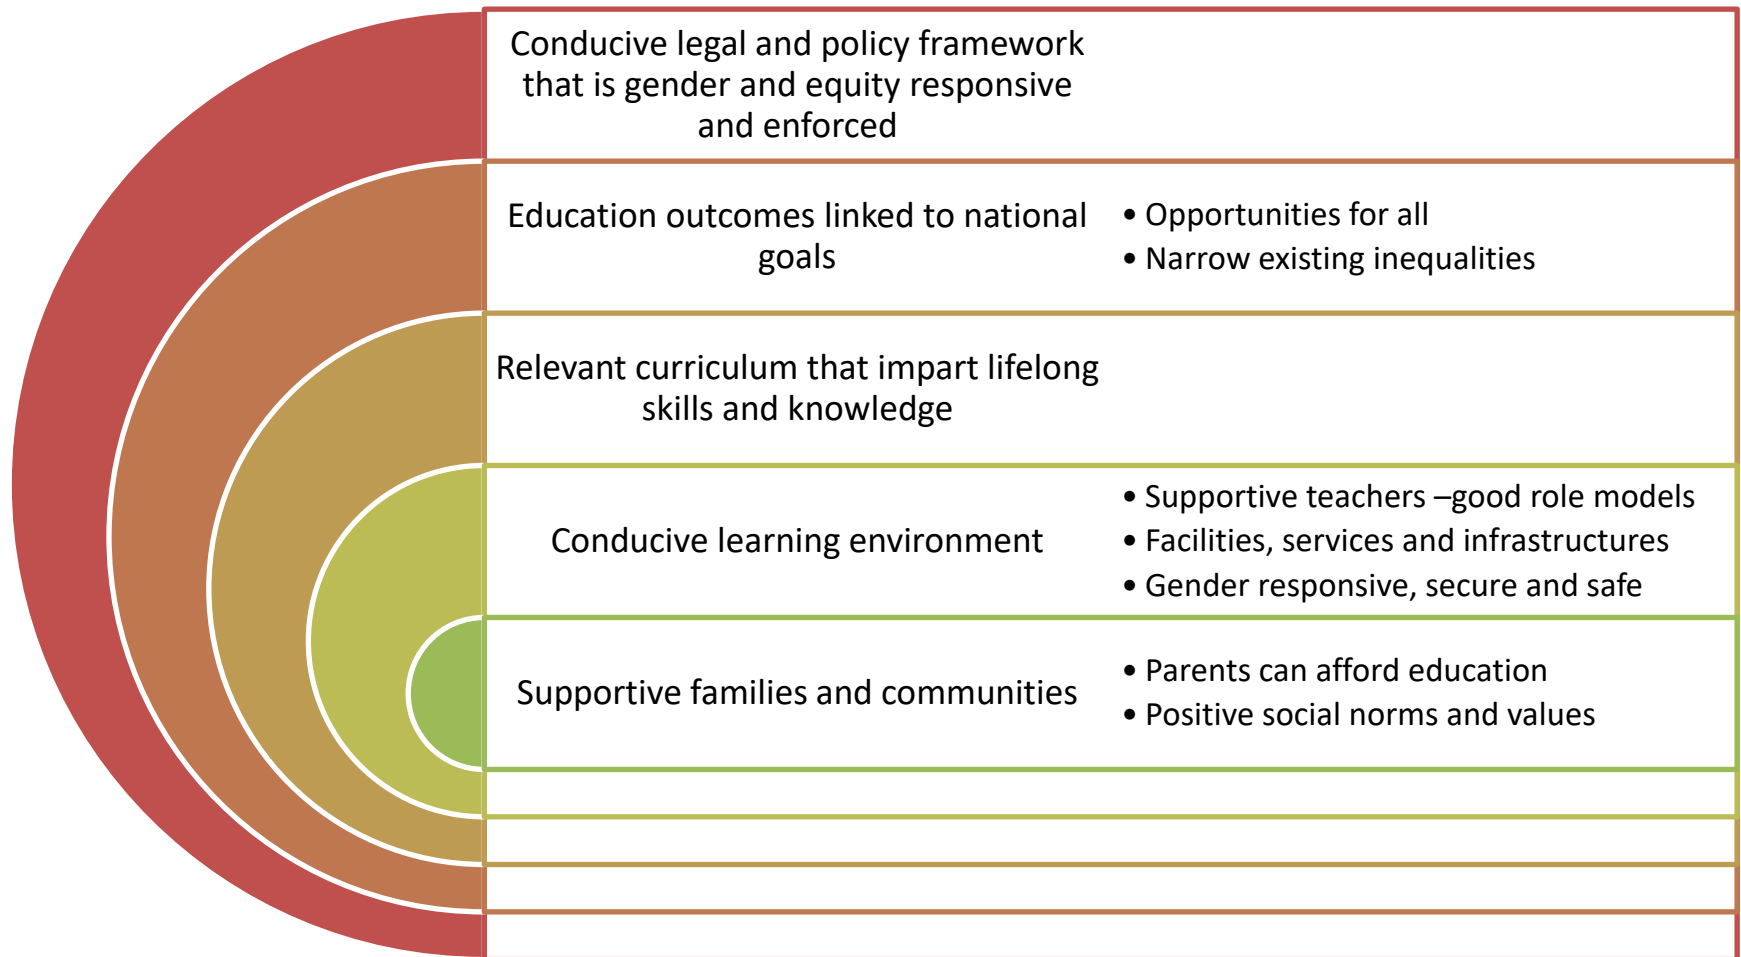 Conducive legal and policy framework
that is gender and equity responsive
and enforced
Education outcomes linked to national
goals
• Opportunities for all
• Narrow existing inequalities
Relevant curriculum that impart lifelong
skills and knowledge
Conducive learning environment
• Supportive teachers –good role models
• Facilities, services and infrastructures
• Gender responsive, secure and safe
Supportive families and communities
• Parents can afford education
• Positive social norms and values